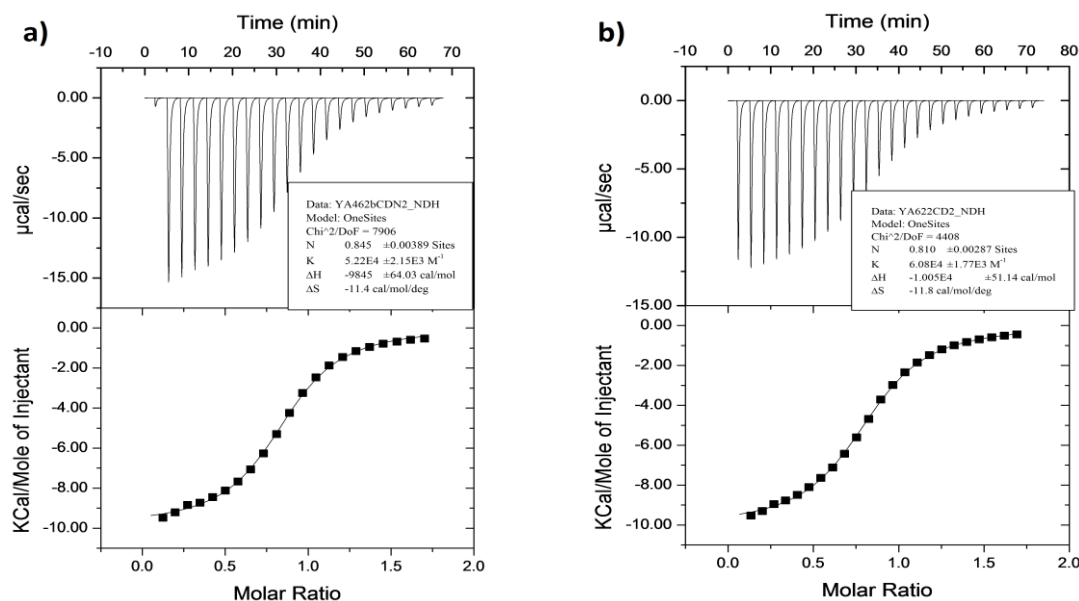 a)
Time (min)
-10 0 10 20 30 40 50 60 70 80
0.00
-5.00
-10.00
-15.00
µcal/sec
Data: YA462bCDN2_NDH
Model: OneSites
Chi^2/DoF = 7906
N 0.845 ±0.00389 Sites
K 5.22E4 ±2.15E3 M⁻¹
ΔH -9845 ±64.03 cal/mol
ΔS -11.4 cal/mol/deg
0.00
-2.00
-4.00
-6.00
-8.00
-10.00
KCal/Mole of Injectant
0.0 0.5 1.0 1.5 2.0
Molar Ratio
b)
Time (min)
-10 0 10 20 30 40 50 60 70 80
0.00
-5.00
-10.00
-15.00
µcal/sec
Data: YA622CD2_NDH
Model: OneSites
Chi^2/DoF = 4408
N 0.810 ±0.00287 Sites
K 6.08E4 ±1.77E3 M⁻¹
ΔH -1.005E4 ±51.14 cal/mol
ΔS -11.8 cal/mol/deg
0.00
-2.00
-4.00
-6.00
-8.00
-10.00
KCal/Mole of Injectant
0.0 0.5 1.0 1.5 2.0
Molar Ratio